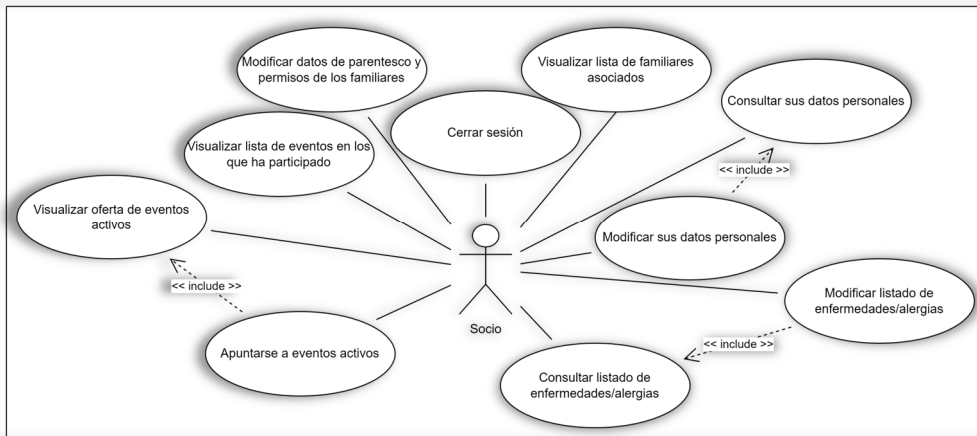 Modificar datos de parentesco y
permisos de los familiares
Visualizar lista de familiares
asociados
Consultar sus datos personales
Cerrar sesión
Visualizar lista de eventos en los
que ha participado
<< include >>
Visualizar oferta de eventos
activos
Modificar sus datos personales
<< include >>
Modificar listado de
enfermedades/alergias
Socio
<< include >>
Apuntarse a eventos activos
Consultar listado de
enfermedades/alergias